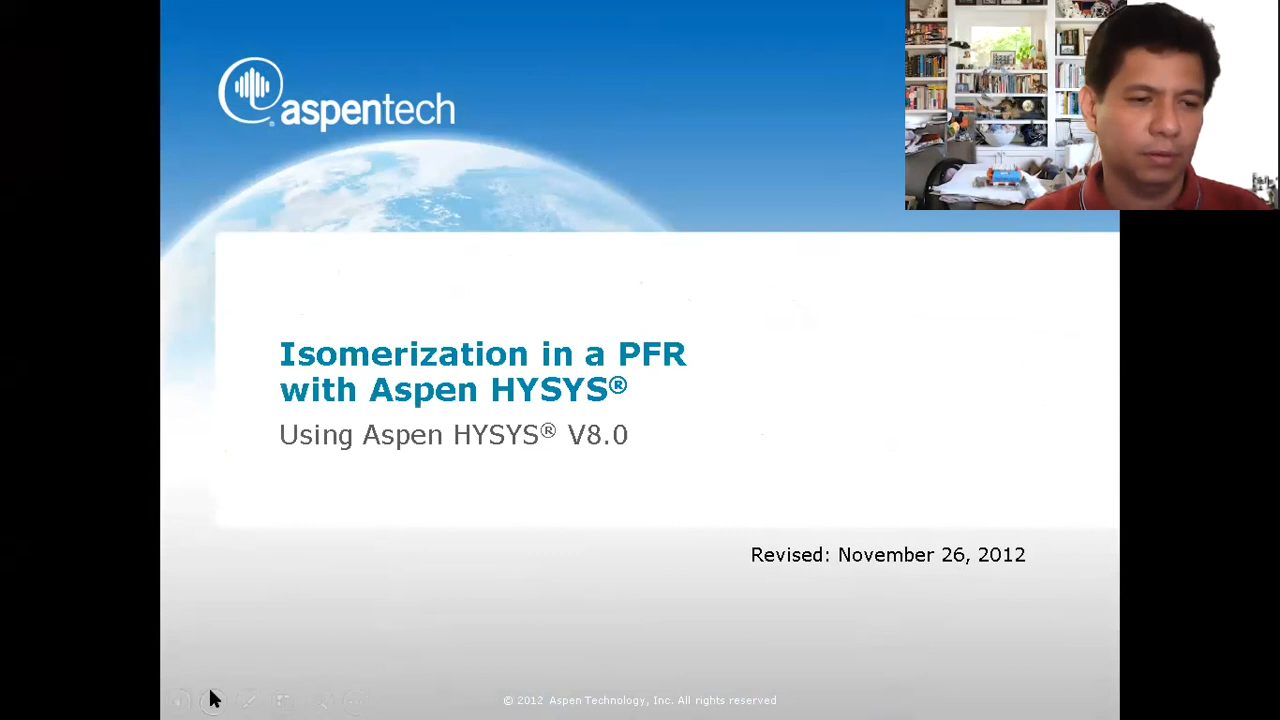 aspentech
Isomerization in a PFR
with Aspen HYSYS®
Using Aspen HYSYS® V8.0
Revised: November 26, 2012
© 2012 Aspen Technology, Inc. All rights reserved